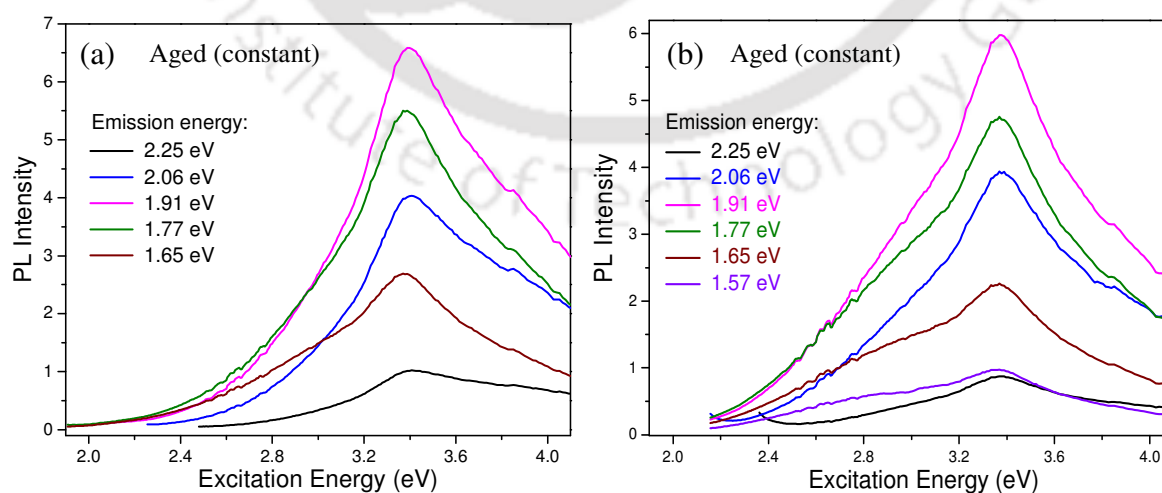 (a) Aged (constant)
Emission energy:
2.25 eV
2.06 eV
1.91 eV
1.77 eV
1.65 eV
PL Intensity
7
6
5
4
3
2
1
0
2.0 2.4 2.8 3.2 3.6 4.0
Excitation Energy (eV)
(b) Aged (constant)
Emission energy:
2.25 eV
2.06 eV
1.91 eV
1.77 eV
1.65 eV
1.57 eV
PL Intensity
6
5
4
3
2
1
0
2.0 2.4 2.8 3.2 3.6 4.0
Excitation Energy (eV)
stitute of Technology